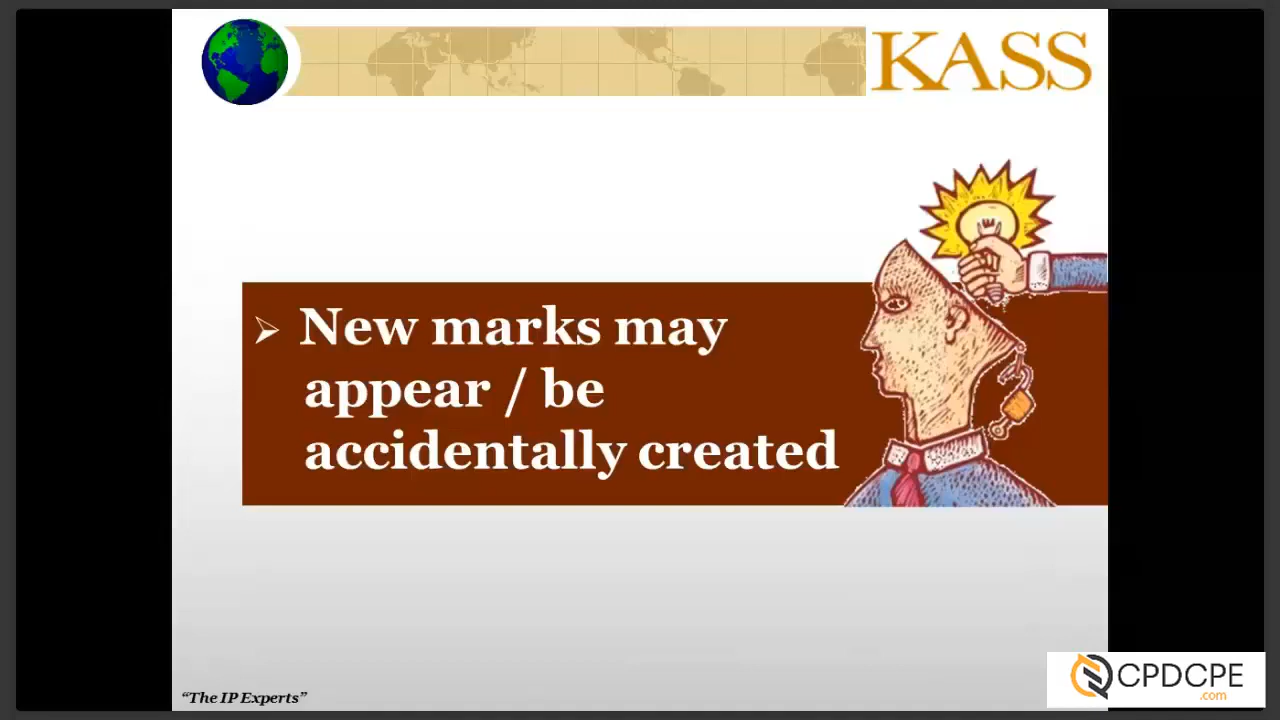 KASS
➢ New marks may
appear / be
accidentally created
“The IP Experts”
CPDCPE
.com